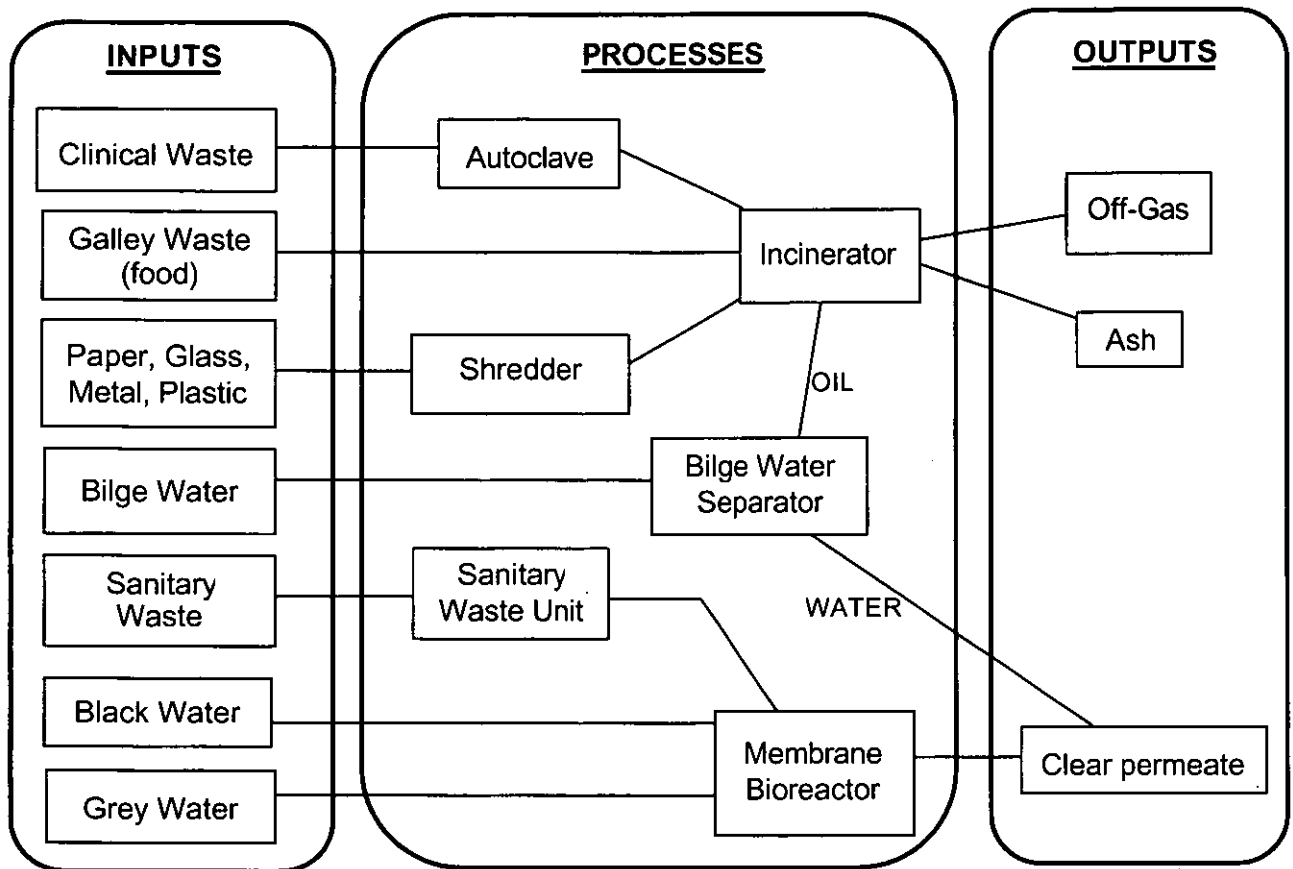 INPUTS
Clinical Waste
Galley Waste
(food)
Paper, Glass,
Metal, Plastic
Bilge Water
Sanitary
Waste
Black Water
Grey Water
PROCESSES
Autoclave
Incinerator
Shredder
OIL
Bilge Water
Separator
Sanitary
Waste Unit
WATER
Membrane
Bioreactor
OUTPUTS
Off-Gas
Ash
Clear permeate